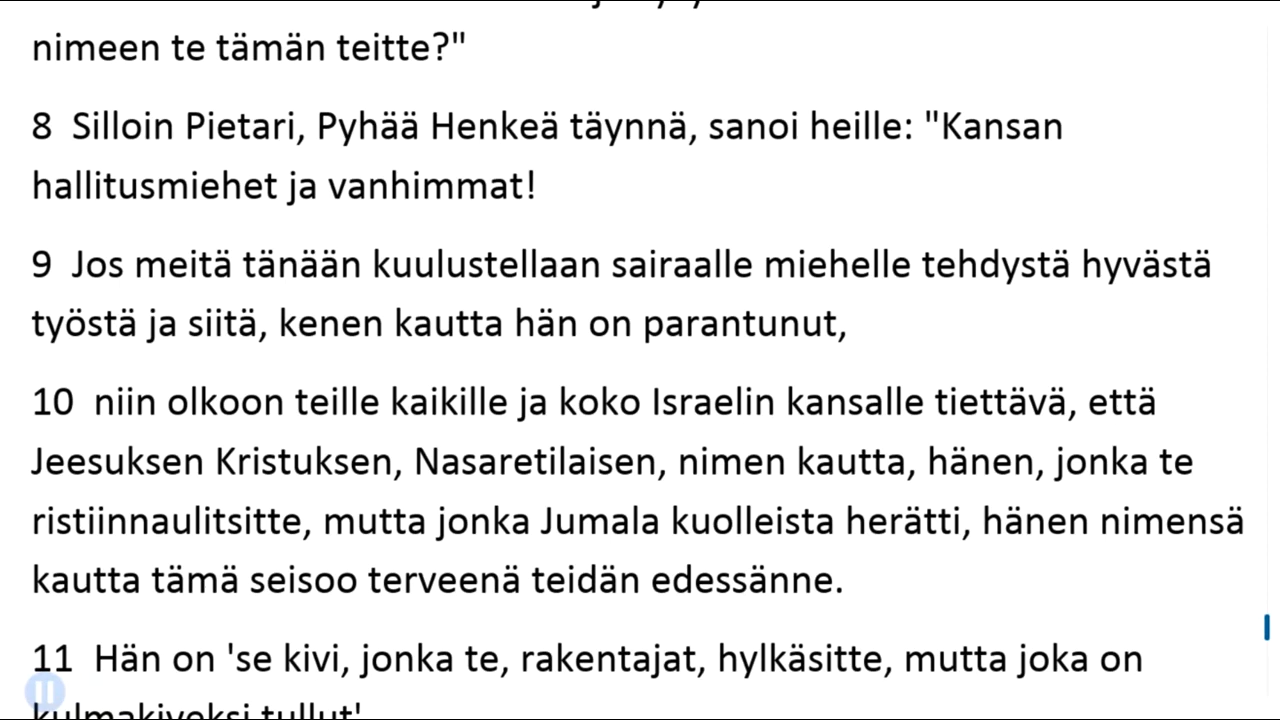 nimeen te tämän teitte?"
8 Silloin Pietari, Pyhää Henkeä täynnä, sanoi heille: "Kansan
hallitusmiehet ja vanhimmat!
9 Jos meitä tänään kuulustellaan sairaalle miehelle tehdystä hyvästä
työstä ja siitä, kenen kautta hän on parantunut,
10 niin olkoon teille kaikille ja koko Israelin kansalle tiettävä, että
Jeesuksen Kristuksen, Nasaretilaisen, nimen kautta, hänen, jonka te
ristiinnaulitsitte, mutta jonka Jumala kuolleista herätti, hänen nimensä
kautta tämä seisoo terveenä teidän edessänne.
11 Hän on 'se kivi, jonka te, rakentajat, hylkäsitte, mutta joka on
kulmakiveksi tullut'